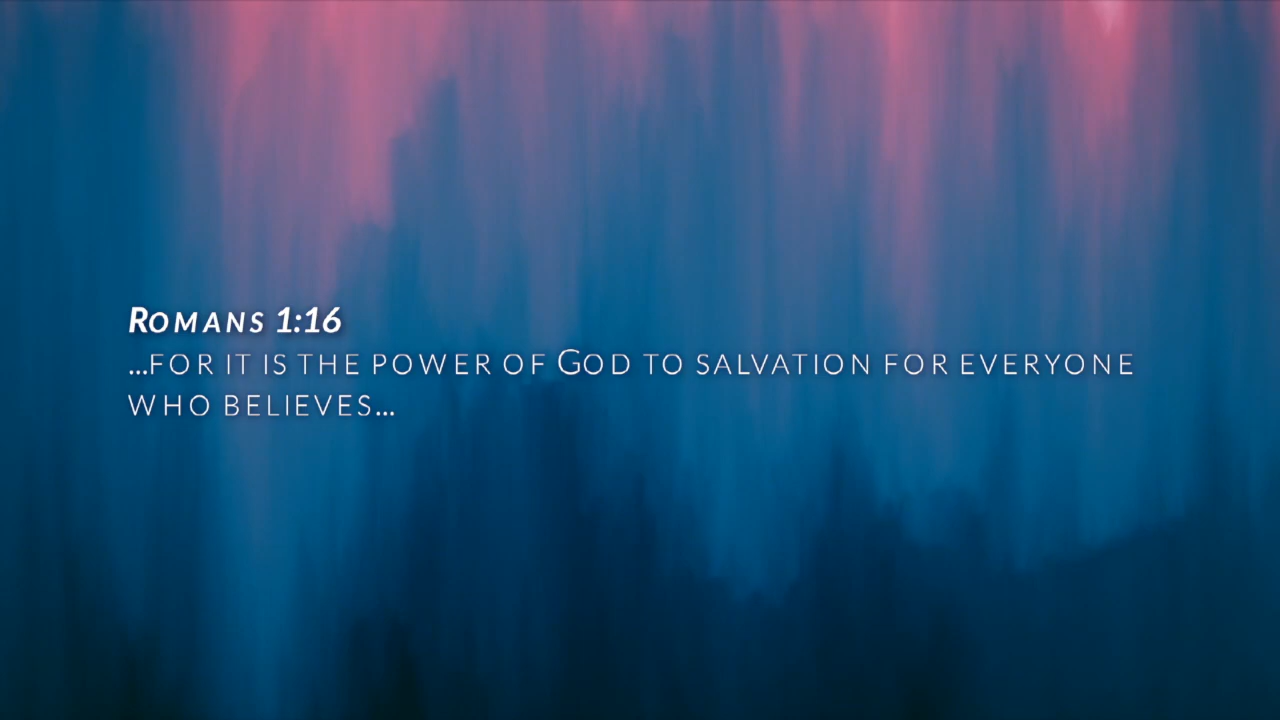 Romans 1:16
…for it is the power of God to salvation for everyone
who believes…